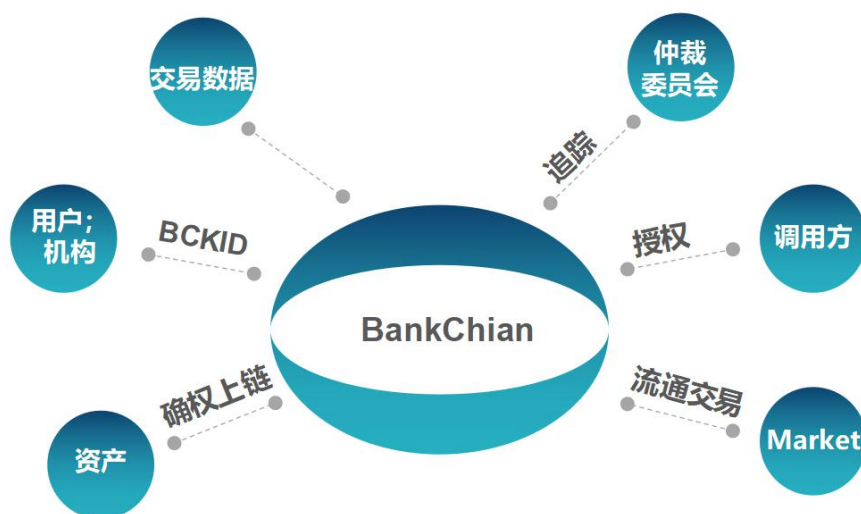 交易数据
仲裁
委员会
追踪
用户；
机构
BCKID
授权
调用方
BankChian
确权上链
流通交易
资产
Market